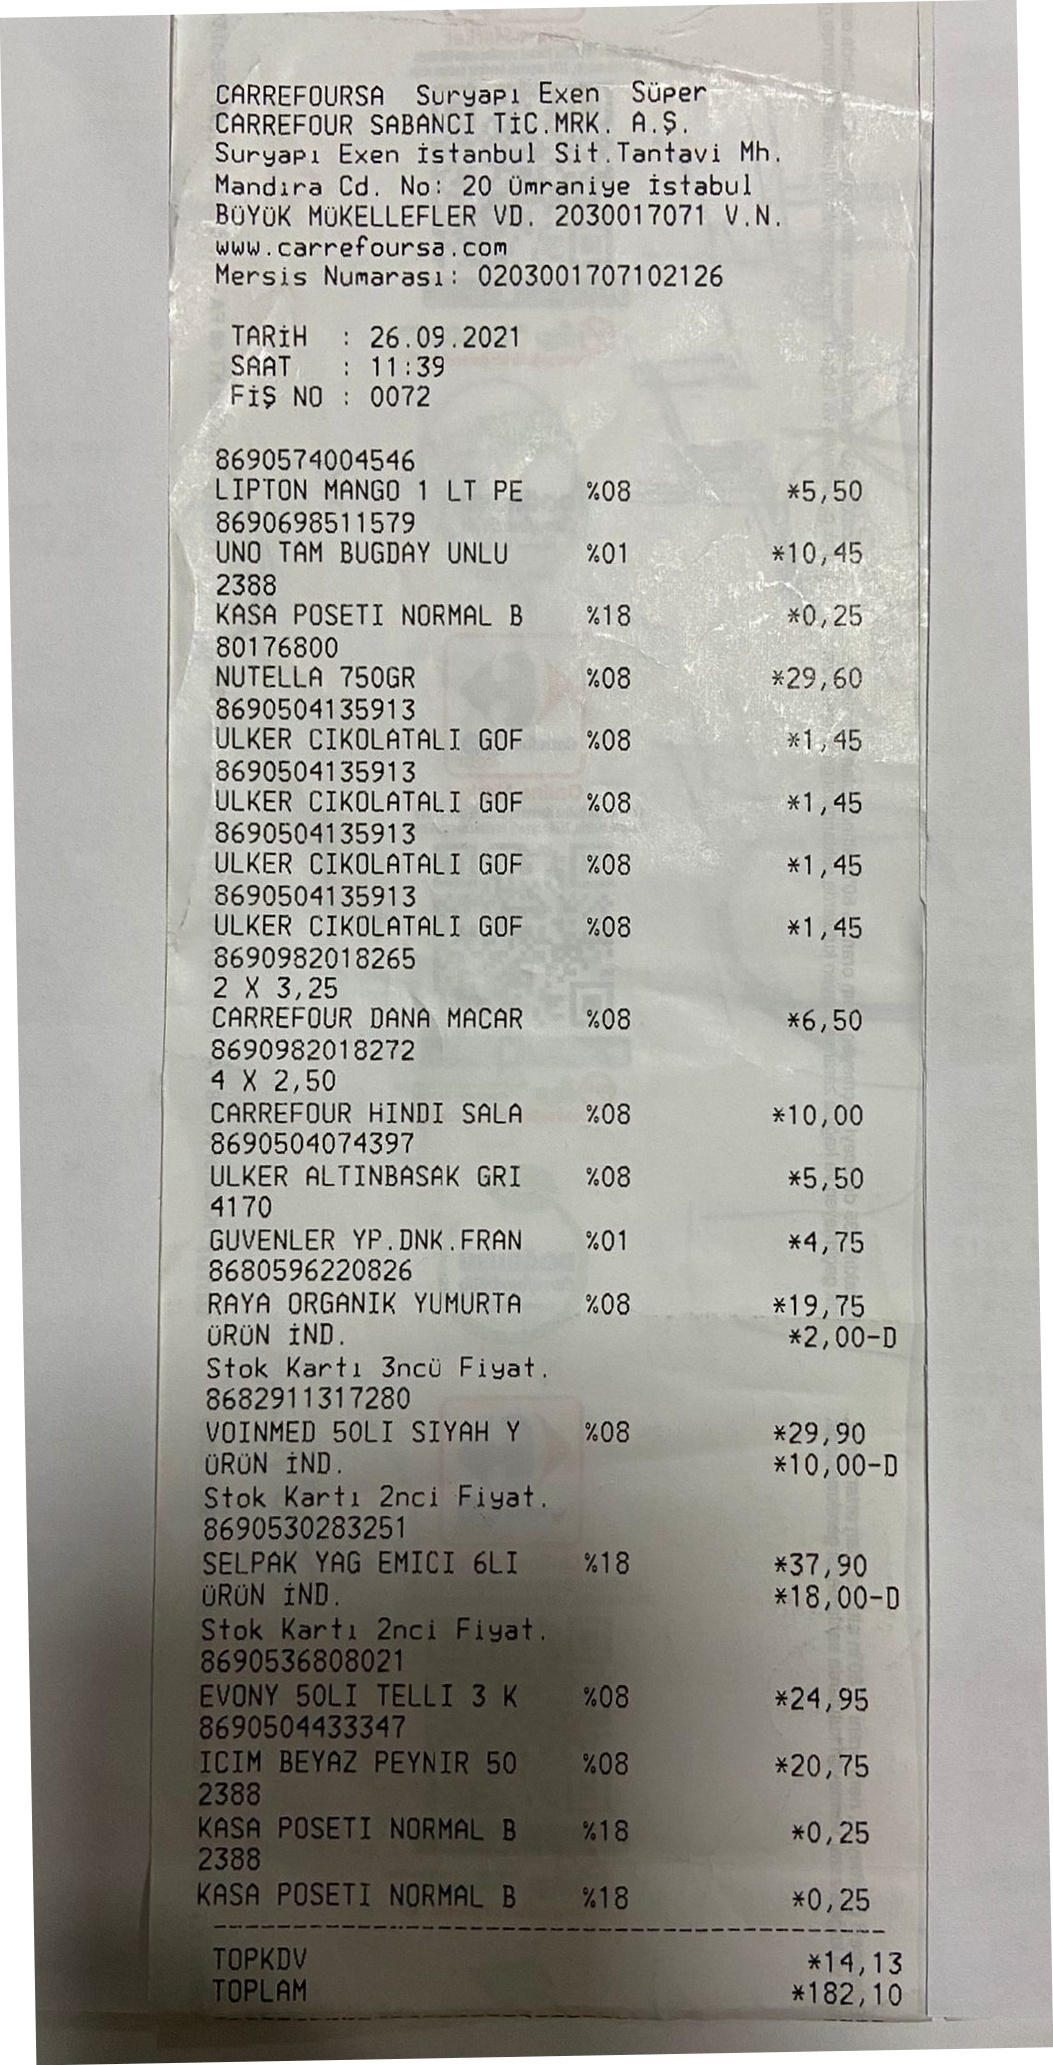 CARREFOURSA Suryapı Exen Süper
CARREFOUR SABANCI TİC.MRK. A.Ş.
Suryapı Exen İstanbul Sit.Tantavi Mh.
Mandıra Cd. No: 20 Ümraniye İstabul
BÜYÜK MÜKELLEFLER VD. 2030017071 V.N.
www.carrefoursa.com
Mersis Numarası: 0203001707102126
TARİH : 26.09.2021
SAAT : 11:39
FİŞ NO : 0072
8690574004546
LIPTON MANGO 1 LT PE %08 *5,50
8690698511579
UNO TAM BUGDAY UNLU %01 *10,45
2388
KASA POSETI NORMAL B %18 *0,25
80176800
NUTELLA 750GR %08 *29,60
8690504135913
ULKER CIKOLATALI GOF %08 *1,45
8690504135913
ULKER CIKOLATALI GOF %08 *1,45
8690504135913
ULKER CIKOLATALI GOF %08 *1,45
8690504135913
ULKER CIKOLATALI GOF %08 *1,45
8690982018265
2 X 3,25
CARREFOUR DANA MACAR %08 *6,50
8690982018272
4 X 2,50
CARREFOUR HINDI SALA %08 *10,00
8690504074397
ULKER ALTINBASAK GRI %08 *5,50
4170
GUVENLER YP.DNK.FRAN %01 *4,75
8680596220826
RAYA ORGANIK YUMURTA %08 *19,75
ÜRÜN İND. *2,00-D
Stok Kartı 3ncü Fiyat.
8682911317280
VOINMED 50LI SIYAH Y %08 *29,90
ÜRÜN İND. *10,00-D
Stok Kartı 2nci Fiyat.
8690530283251
SELPAK YAG EMICI 6LI %18 *37,90
ÜRÜN İND. *18,00-D
Stok Kartı 2nci Fiyat.
8690536808021
EVONY 50LI TELLI 3 K %08 *24,95
8690504433347
ICIM BEYAZ PEYNIR 50 %08 *20,75
2388
KASA POSETI NORMAL B %18 *0,25
2388
KASA POSETI NORMAL B %18 *0,25
TOPKDV *14,13
TOPLAM *182,10